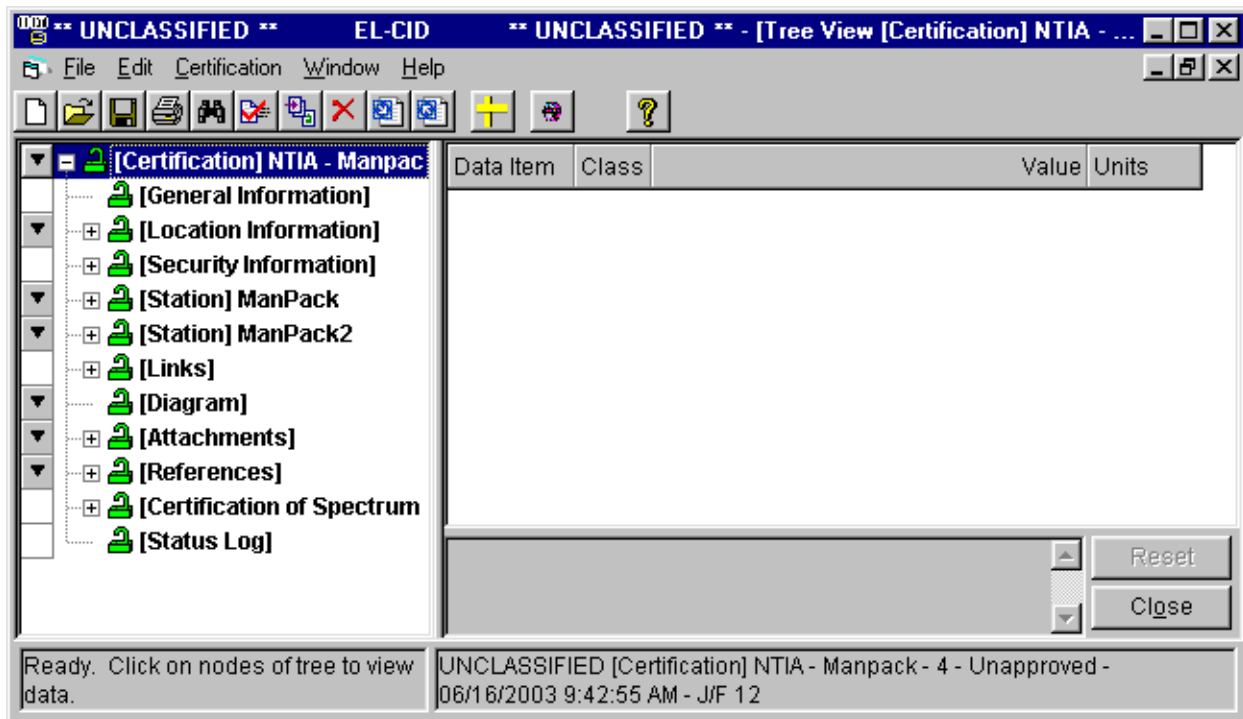 ** UNCLASSIFIED ** EL-CID ** UNCLASSIFIED ** - [Tree View [Certification] NTIA - ...
File Edit Certification Window Help
[Certification] NTIA - Manpac
[General Information]
[Location Information]
[Security Information]
[Station] ManPack
[Station] ManPack2
[Links]
[Diagram]
[Attachments]
[References]
[Certification of Spectrum
[Status Log]
Data Item Class Value Units
Reset
Close
Ready. Click on nodes of tree to view
data.
UNCLASSIFIED [Certification] NTIA - Manpack - 4 - Unapproved -
06/16/2003 9:42:55 AM - J/F 12